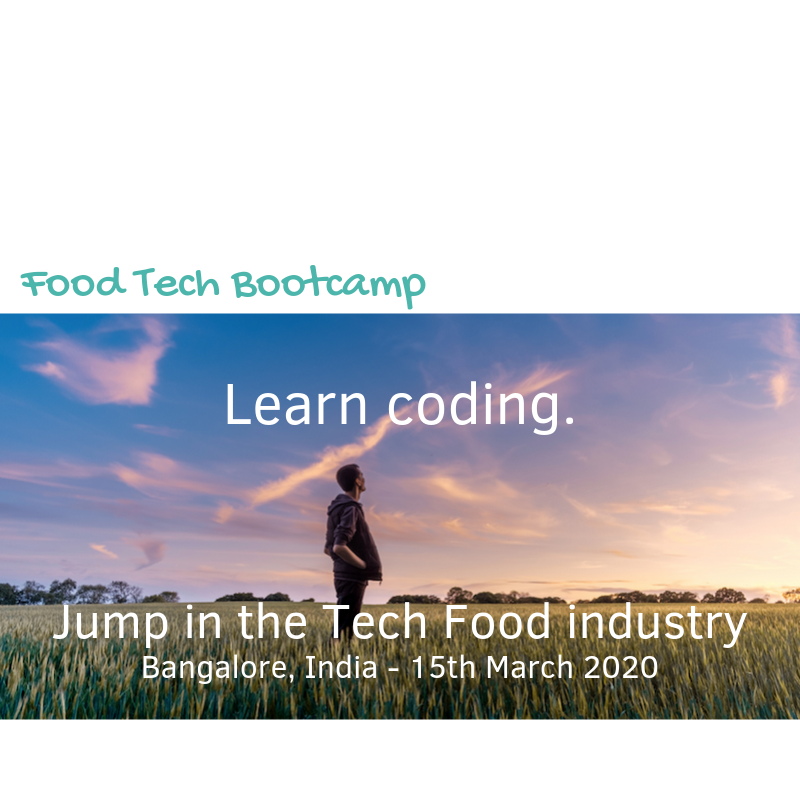 Food Tech Bootcamp
Learn coding.
Jump in the Tech Food industry
Bangalore, India - 15th March 2020